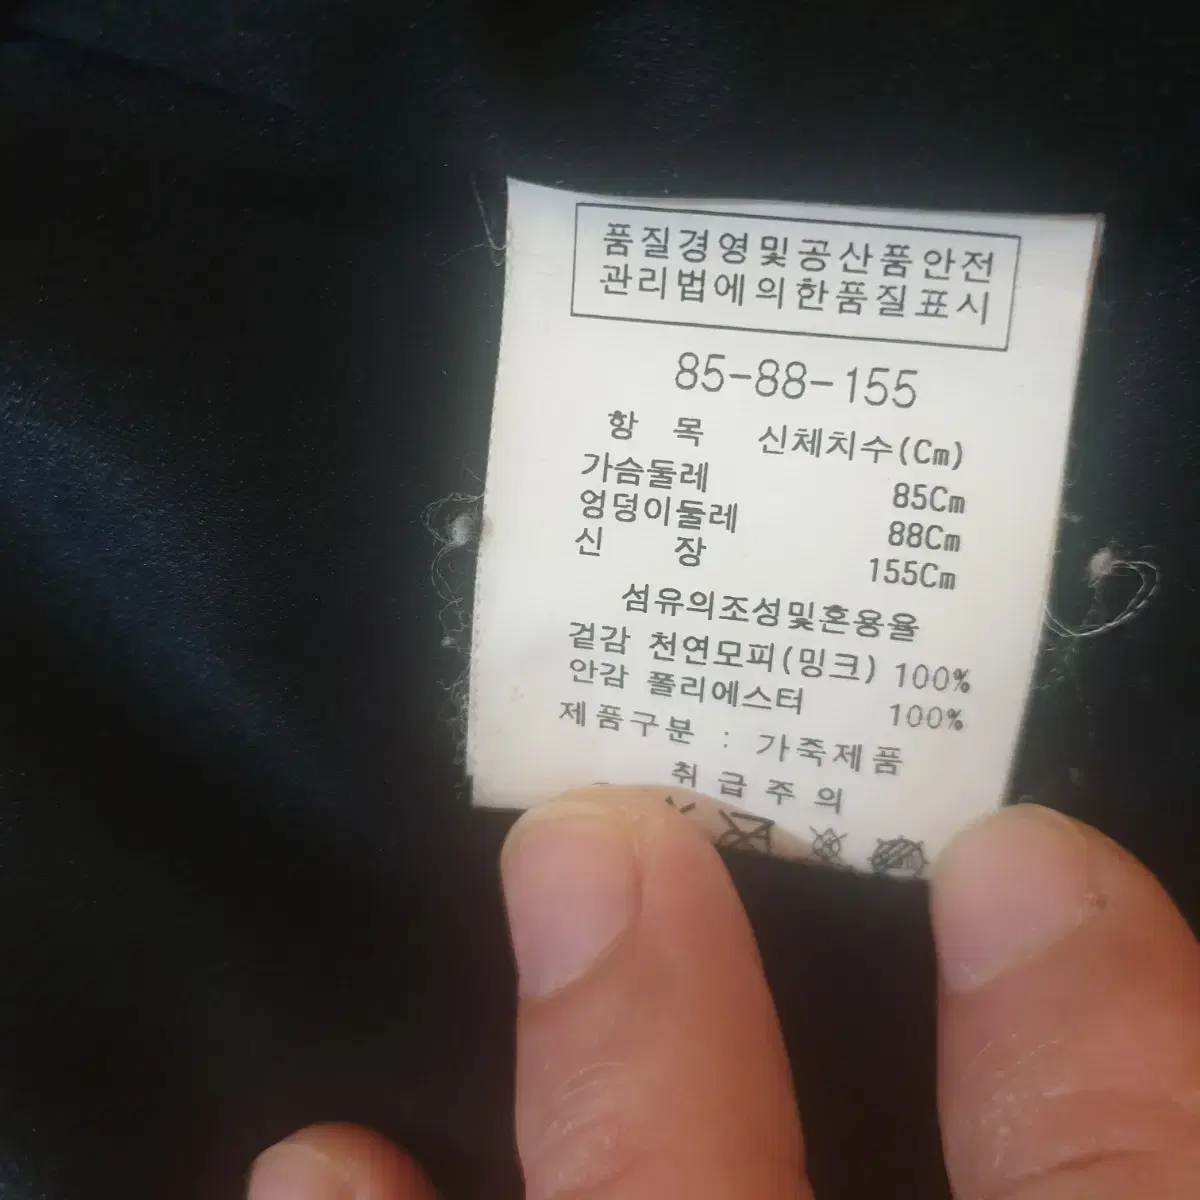 품질경영및공산품안전
관리법에의한품질표시
85-88-155
항 목 신체치수(Cm)
가슴둘레 85Cm
엉덩이둘레 88Cm
신 장 155Cm
섬유의조성및혼용율
겉감 천연모피(밍크) 100%
안감 폴리에스터 100%
제품구분 : 가죽제품
취급주의